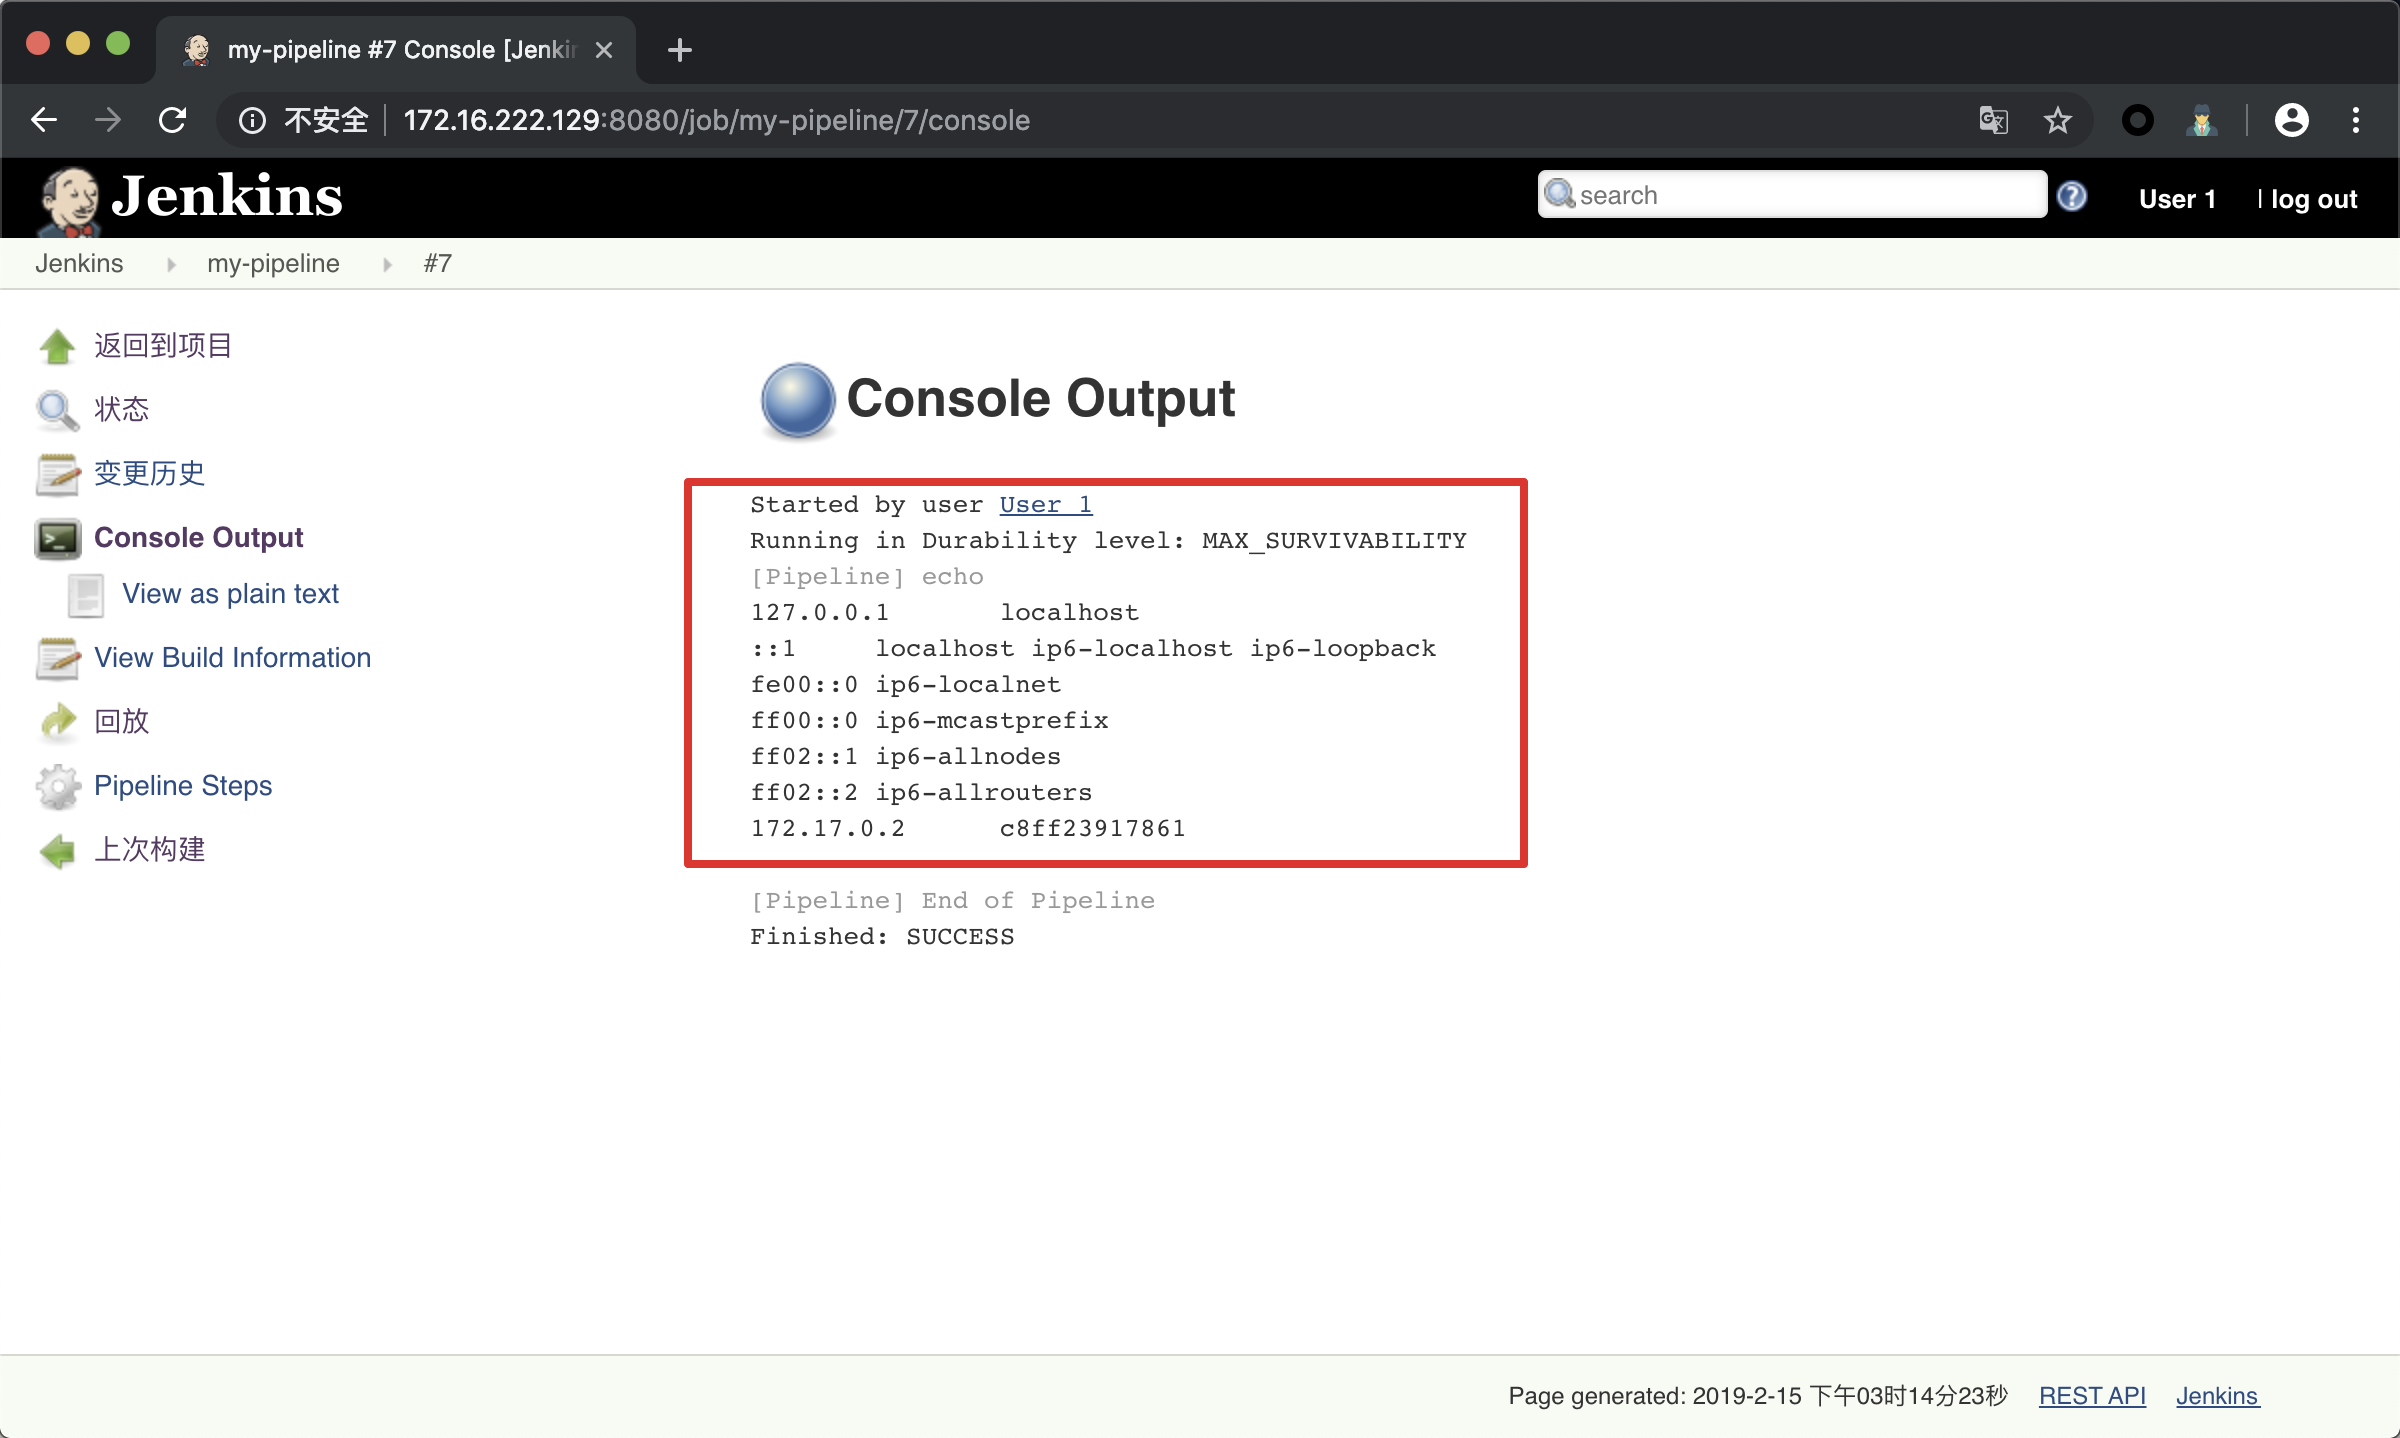 my-pipeline #7 Console [Jenkin
不安全 172.16.222.129:8080/job/my-pipeline/7/console
Jenkins
search
User 1
| log out
Jenkins my-pipeline #7
返回到项目
状态
变更历史
Console Output
View as plain text
View Build Information
回放
Pipeline Steps
上次构建
Console Output
Started by user User 1
Running in Durability level: MAX_SURVIVABILITY
[Pipeline] echo
127.0.0.1 localhost
::1 localhost ip6-localhost ip6-loopback
fe00::0 ip6-localnet
ff00::0 ip6-mcastprefix
ff02::1 ip6-allnodes
ff02::2 ip6-allrouters
172.17.0.2 c8ff23917861
[Pipeline] End of Pipeline
Finished: SUCCESS
Page generated: 2019-2-15 下午03时14分23秒 REST API Jenkins